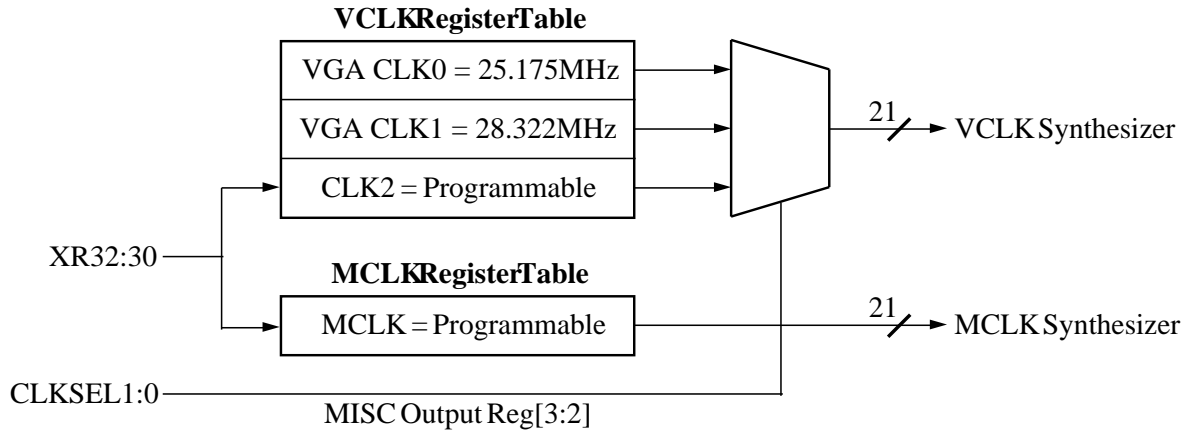 VCLKRegisterTable
VGA CLK0 = 25.175MHz
VGA CLK1 = 28.322MHz
CLK2 = Programmable
21
VCLK Synthesizer
XR32:30
MCLKRegisterTable
MCLK = Programmable
21
MCLK Synthesizer
CLKSEL1:0
MISC Output Reg[3:2]